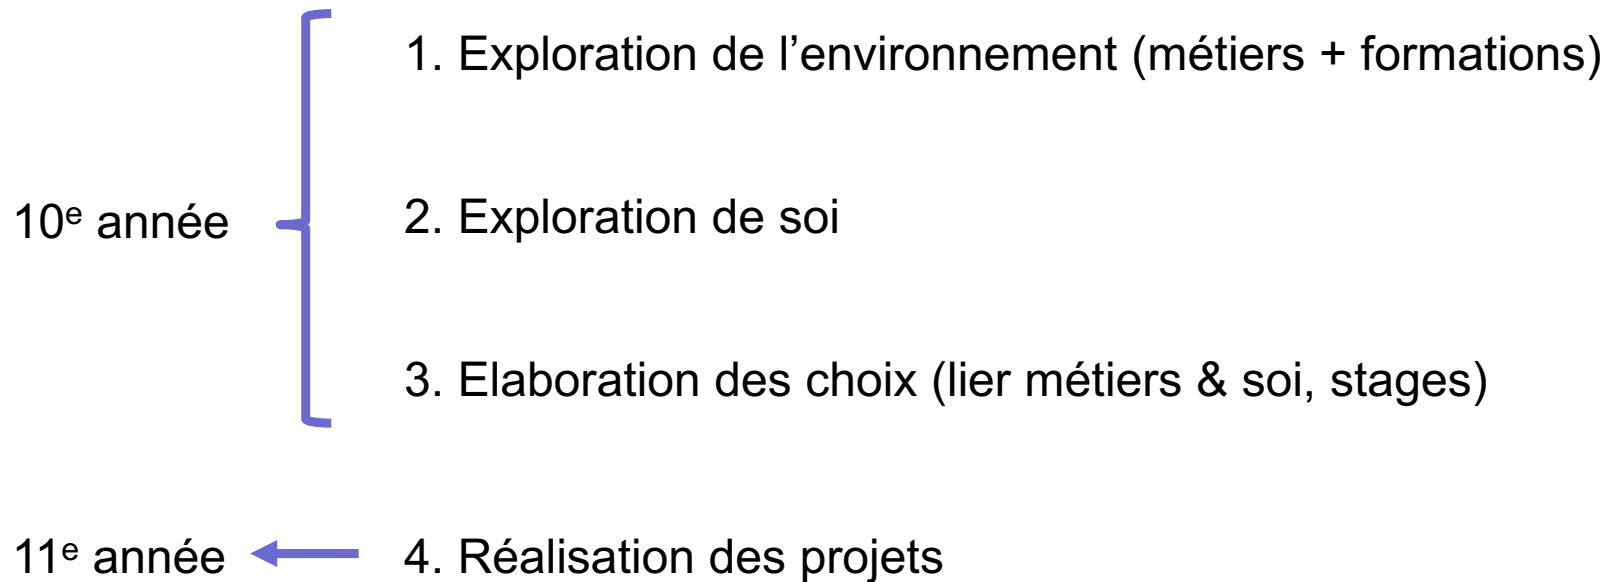 1. Exploration de l’environnement (métiers + formations)
10e année
2. Exploration de soi
3. Elaboration des choix (lier métiers & soi, stages)
11e année
4. Réalisation des projets